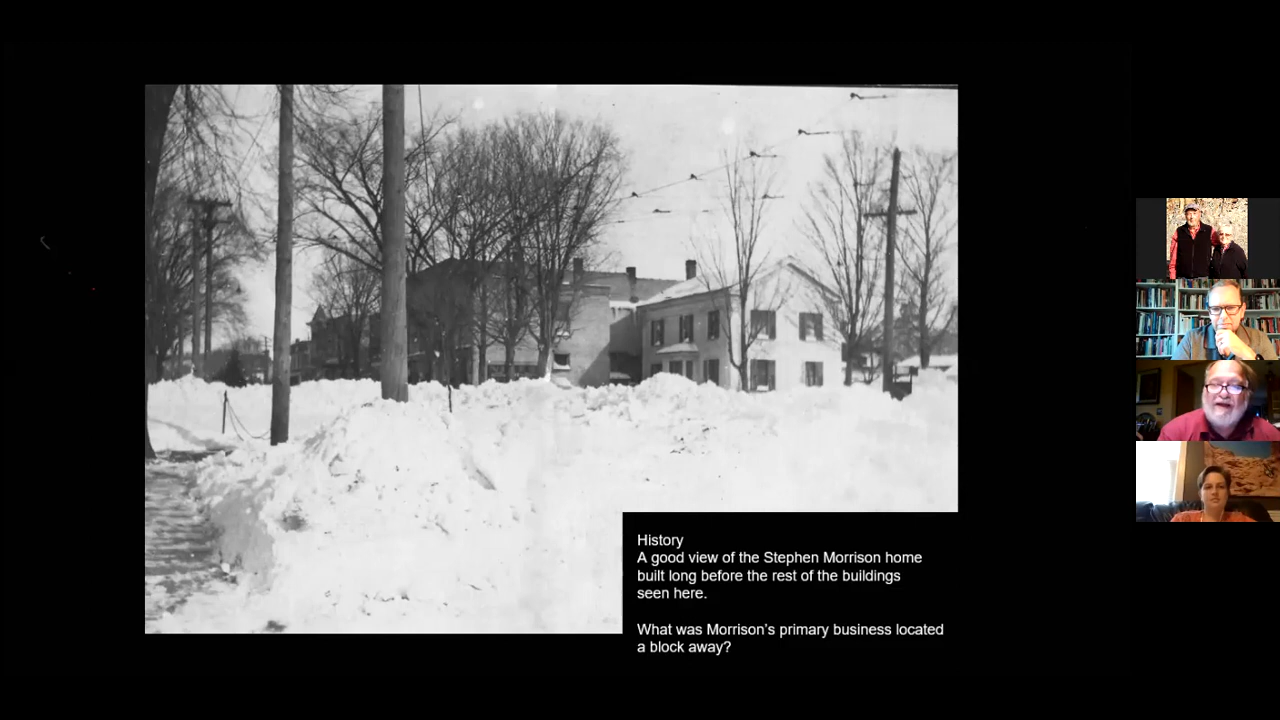 History
A good view of the Stephen Morrison home
built long before the rest of the buildings
seen here.
What was Morrison's primary business located
a block away?